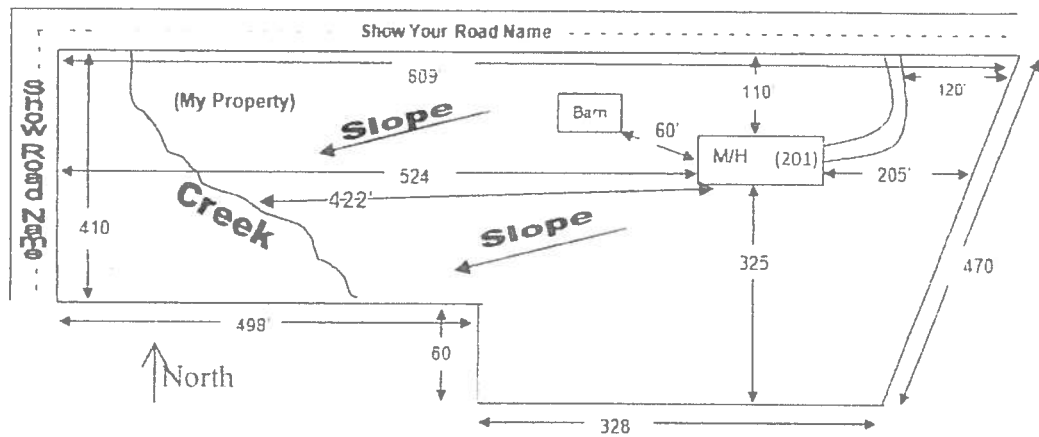 Show Your Road Name
Show Road Name
(My Property)
Slope
Barn
60'
110'
120'
M/H (201)
524
205'
422'
Creek
410
Slope
325
470
498'
60
North
328